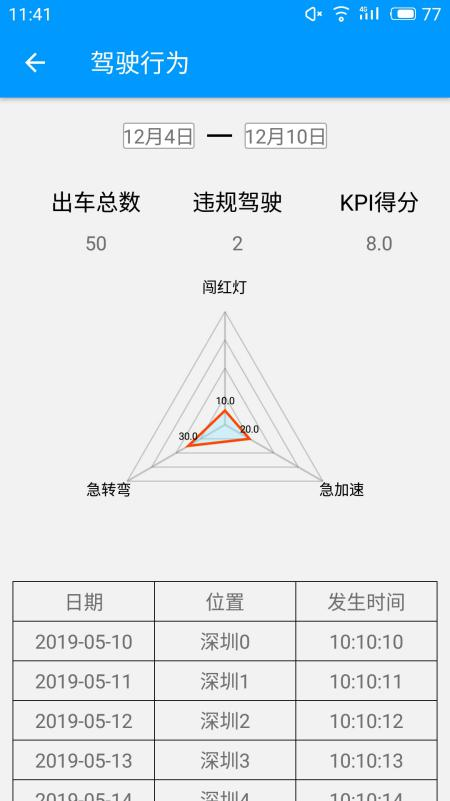 11:41 4G 77
驾驶行为
12月4日 — 12月10日
出车总数 违规驾驶 KPI得分
50 2 8.0
闯红灯
10.0
20.0
30.0
急转弯 急加速
日期 位置 发生时间
2019-05-10 深圳0 10:10:10
2019-05-11 深圳1 10:10:11
2019-05-12 深圳2 10:10:12
2019-05-13 深圳3 10:10:13
2019-05-14 深圳4 10:10:14